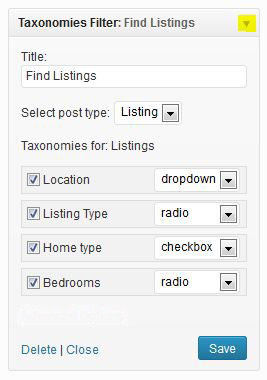 Taxonomies Filter: Find Listings
Title:
Find Listings
Select post type: Listing
Taxonomies for: Listings
Location dropdown
Listing Type radio
Home type checkbox
Bedrooms radio
Delete | Close Save